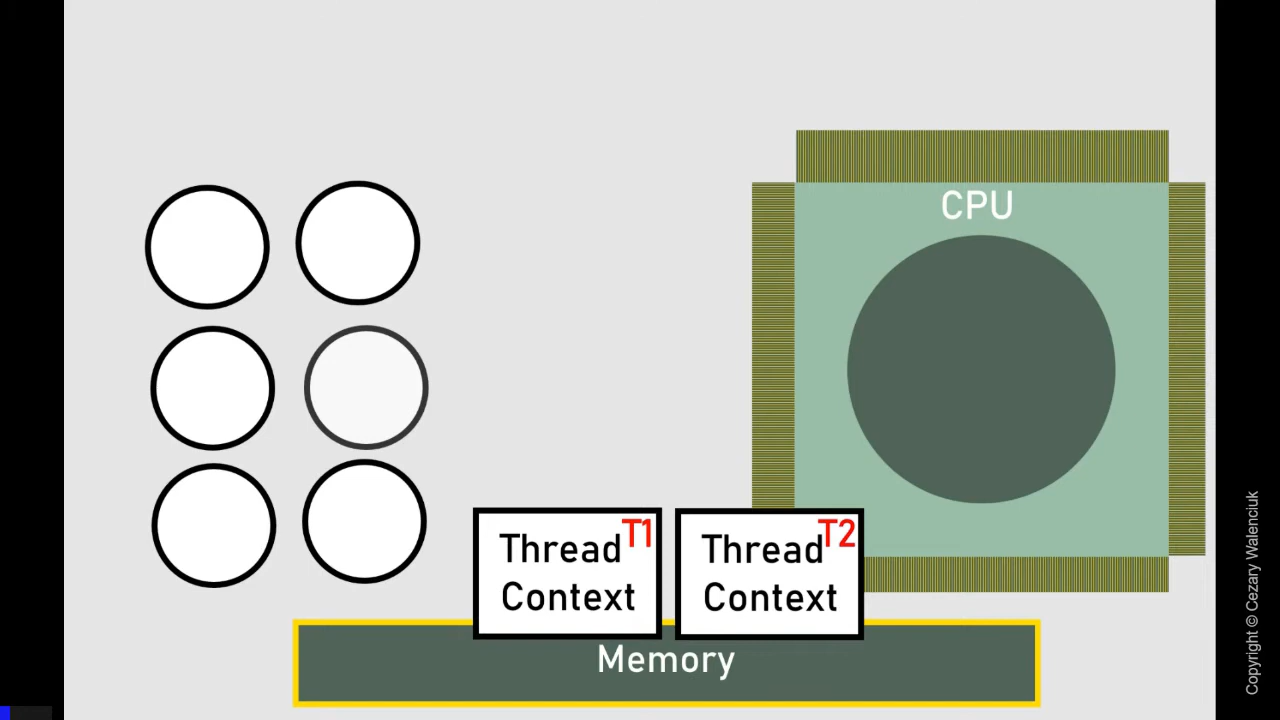 CPU
Thread T1
Context
Thread T2
Context
Memory
Copyright © Cezary Walenciuk